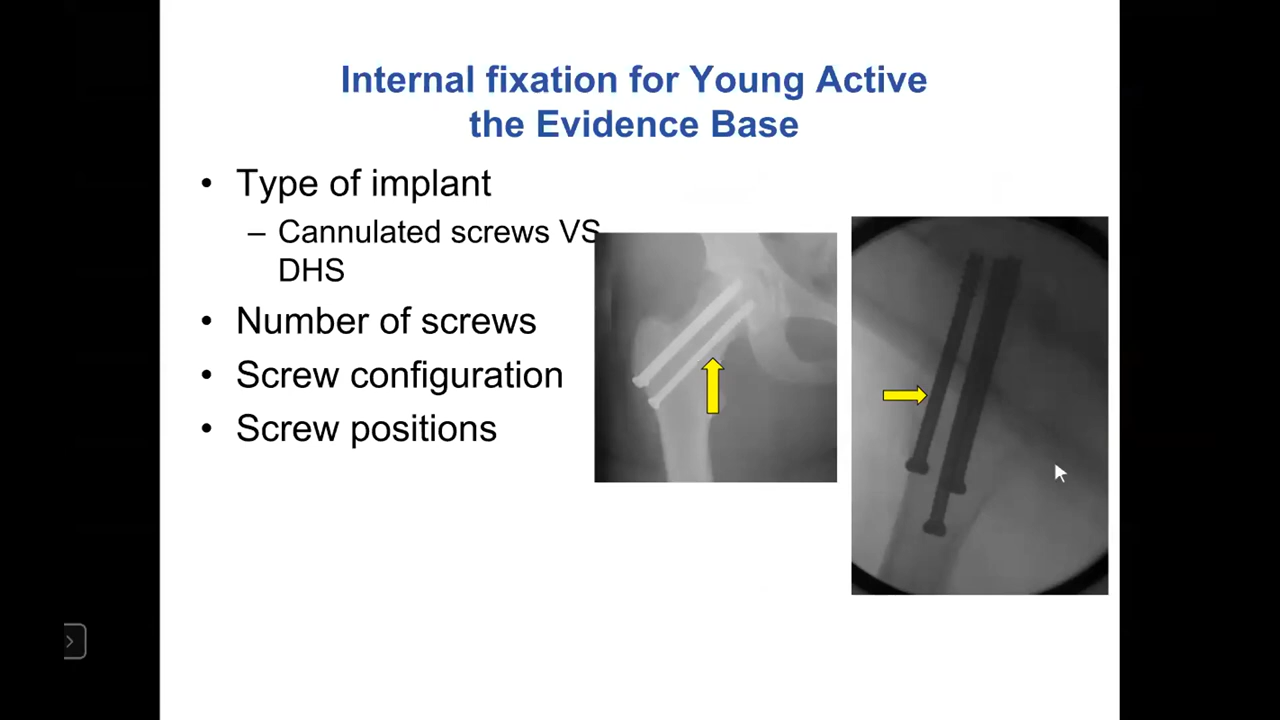 Internal fixation for Young Active
the Evidence Base
• Type of implant
– Cannulated screws VS
DHS
• Number of screws
• Screw configuration
• Screw positions